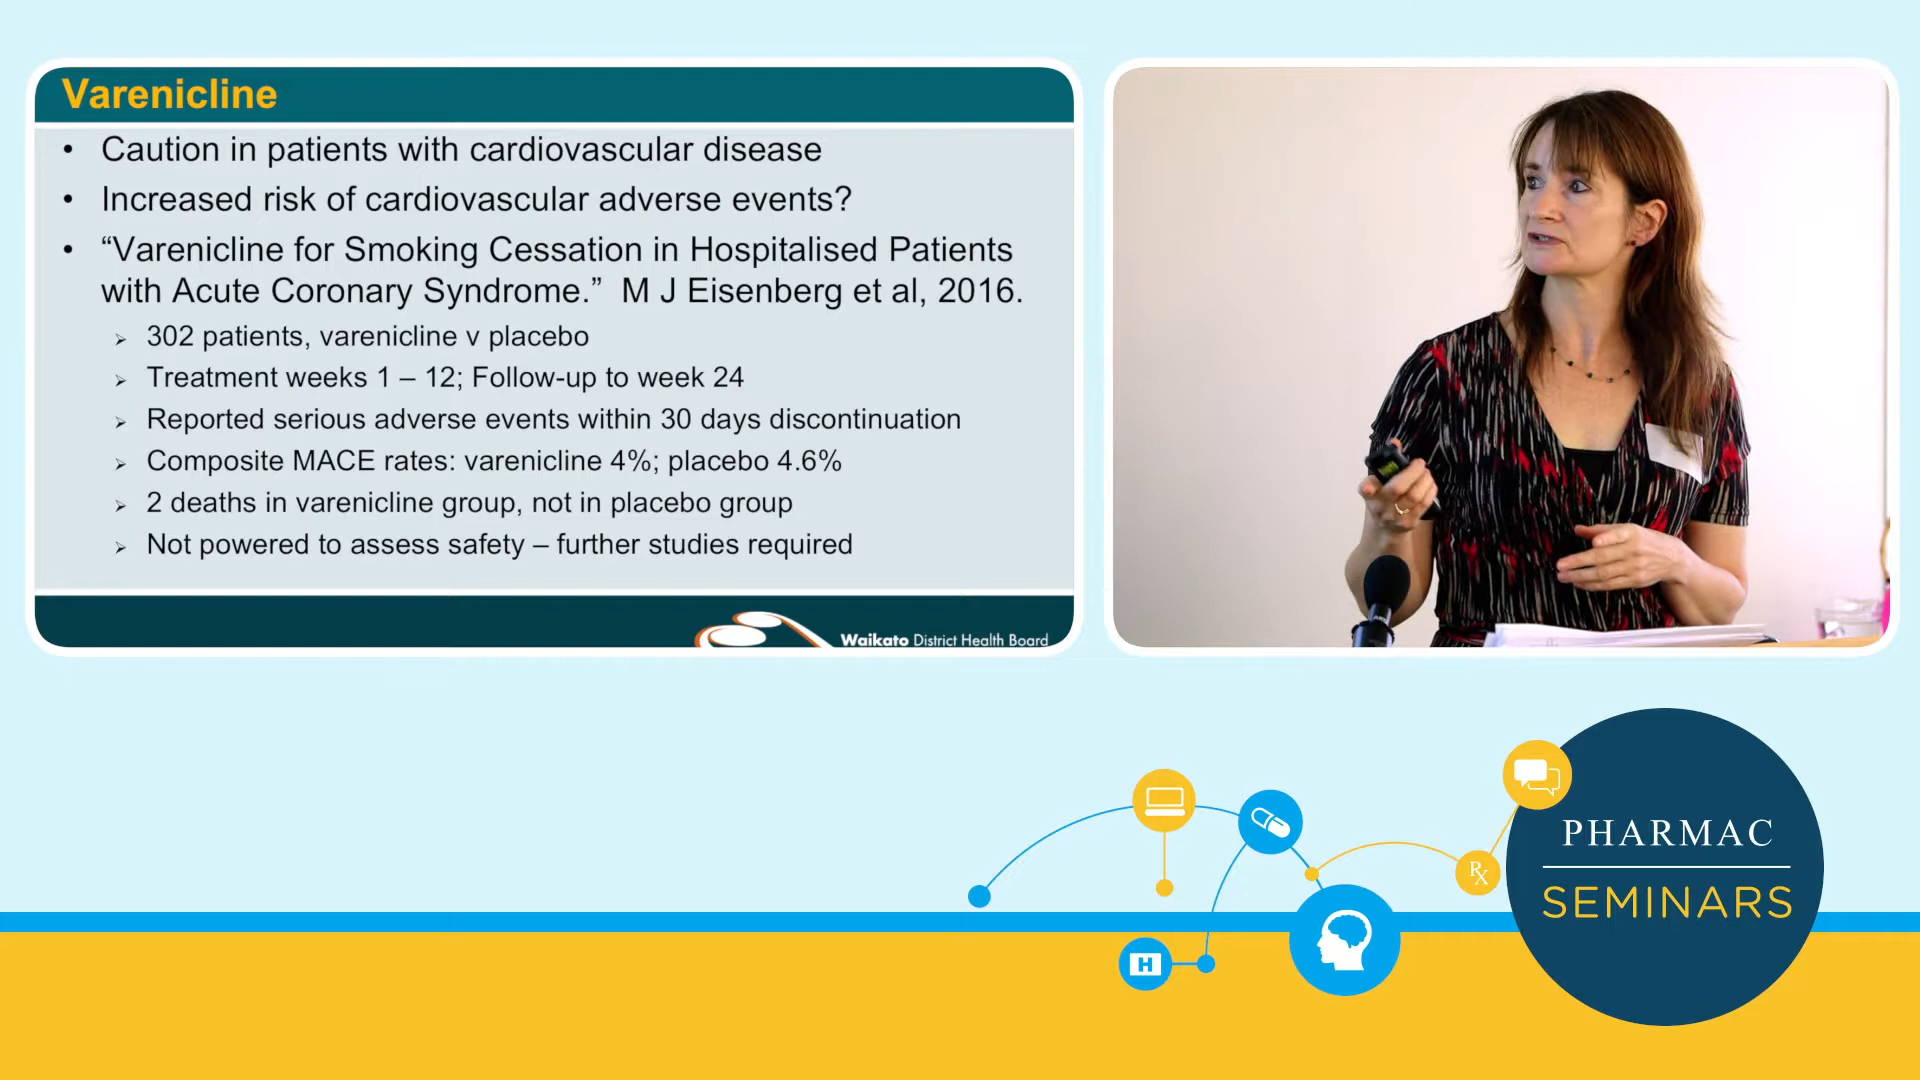 Varenicline
• Caution in patients with cardiovascular disease
• Increased risk of cardiovascular adverse events?
• “Varenicline for Smoking Cessation in Hospitalised Patients
with Acute Coronary Syndrome.” M J Eisenberg et al, 2016.
➢ 302 patients, varenicline v placebo
➢ Treatment weeks 1 – 12; Follow-up to week 24
➢ Reported serious adverse events within 30 days discontinuation
➢ Composite MACE rates: varenicline 4%; placebo 4.6%
➢ 2 deaths in varenicline group, not in placebo group
➢ Not powered to assess safety – further studies required
Waikato District Health Board
PHARMAC
SEMINARS
Rx
H